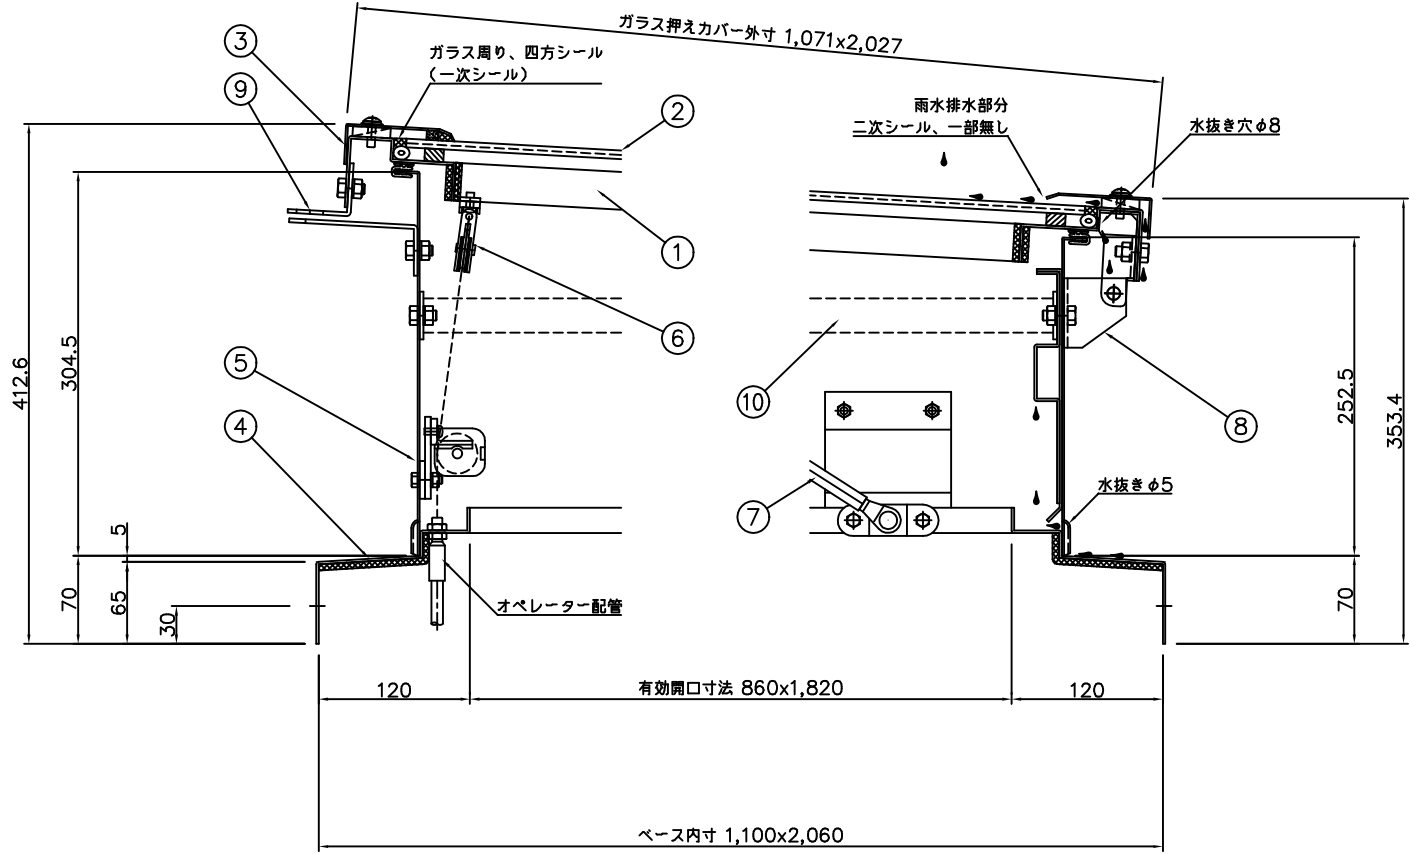 ガラス押えカバー外寸 1,071x2,027
③
ガラス周り、四方シール
(一次シール)
⑨
②
雨水排水部分
二次シール、一部無し
水抜き穴φ8
①
⑥
412.6
304.5
⑤
④
⑩
⑧
252.5
353.4
⑦
水抜きφ5
5
70
65
30
オペレーター配管
70
120
有効開口寸法 860x1,820
120
ベース内寸 1,100x2,060